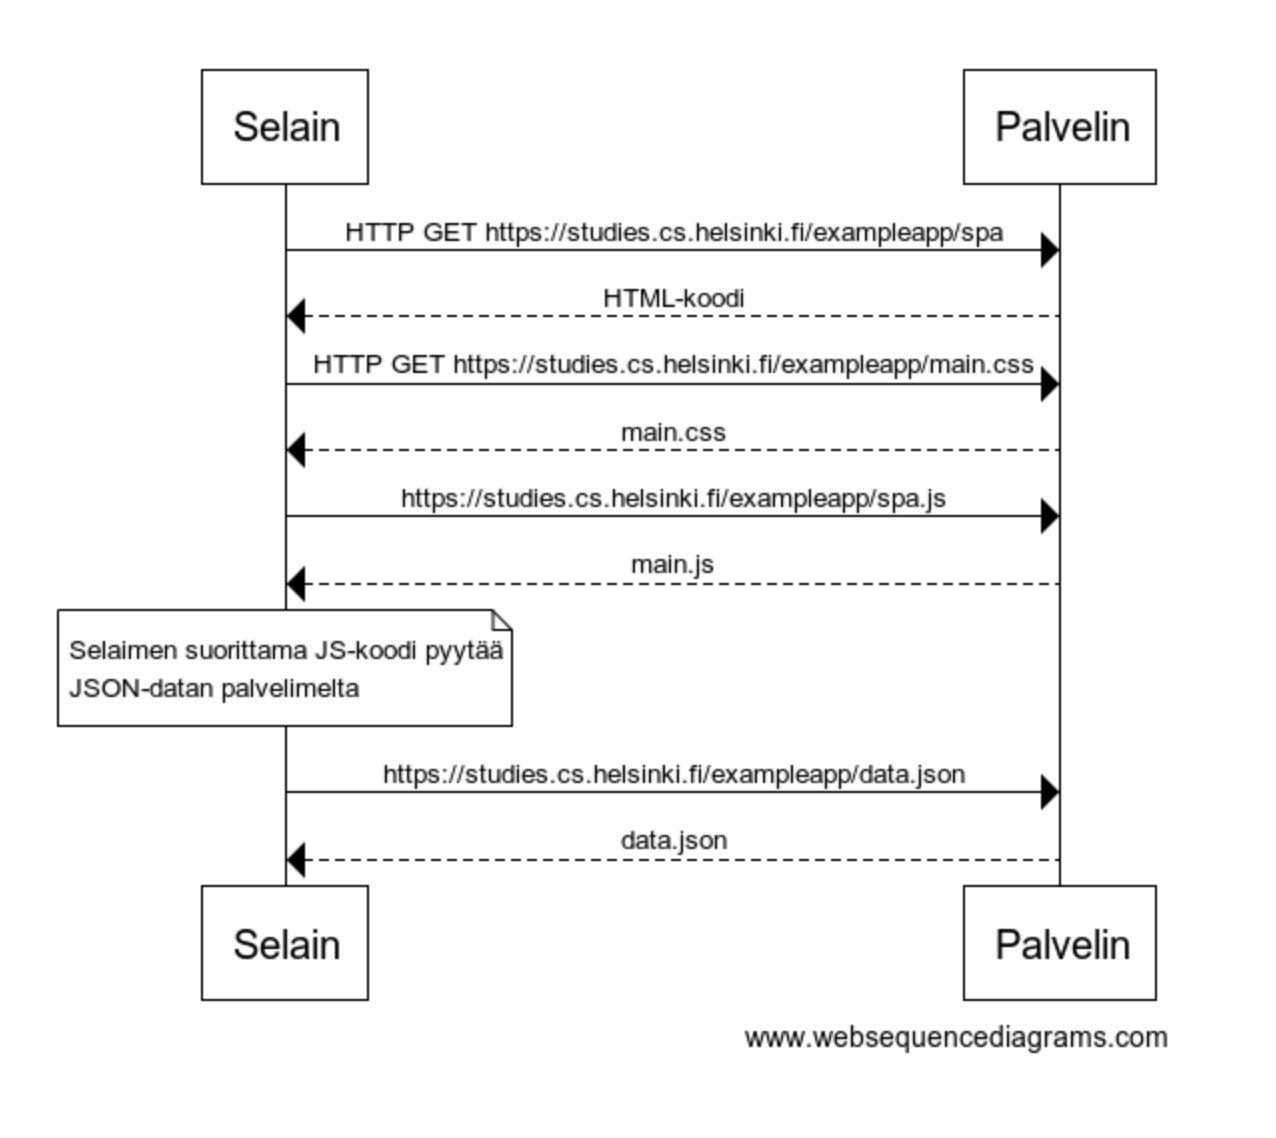 Selain
Palvelin
HTTP GET https://studies.cs.helsinki.fi/exampleapp/spa
HTML-koodi
HTTP GET https://studies.cs.helsinki.fi/exampleapp/main.css
main.css
https://studies.cs.helsinki.fi/exampleapp/spa.js
main.js
Selaimen suorittama JS-koodi pyytää
JSON-datan palvelimelta
https://studies.cs.helsinki.fi/exampleapp/data.json
data.json
Selain
Palvelin
www.websequencediagrams.com